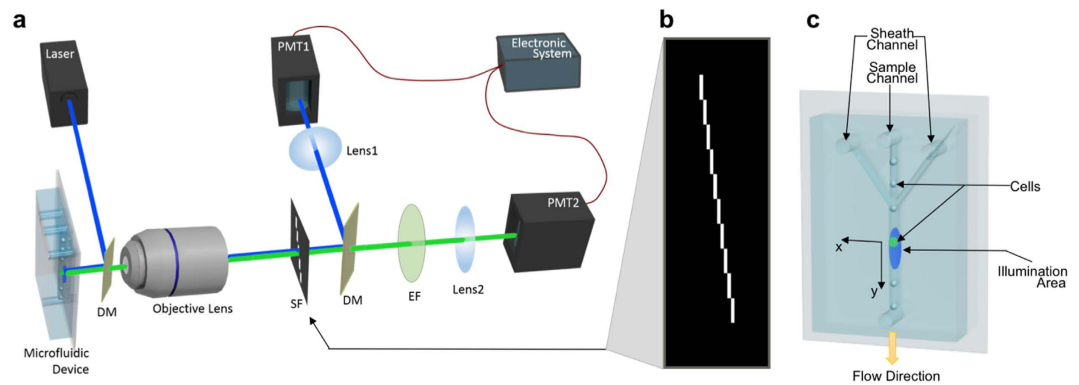 a
Laser
PMT1
Electronic
System
Lens1
PMT2
DM
Objective Lens
SF
DM
EF
Lens2
Microfluidic
Device
b
c
Sheath
Channel
Sample
Channel
Cells
x
y
Illumination
Area
Flow Direction